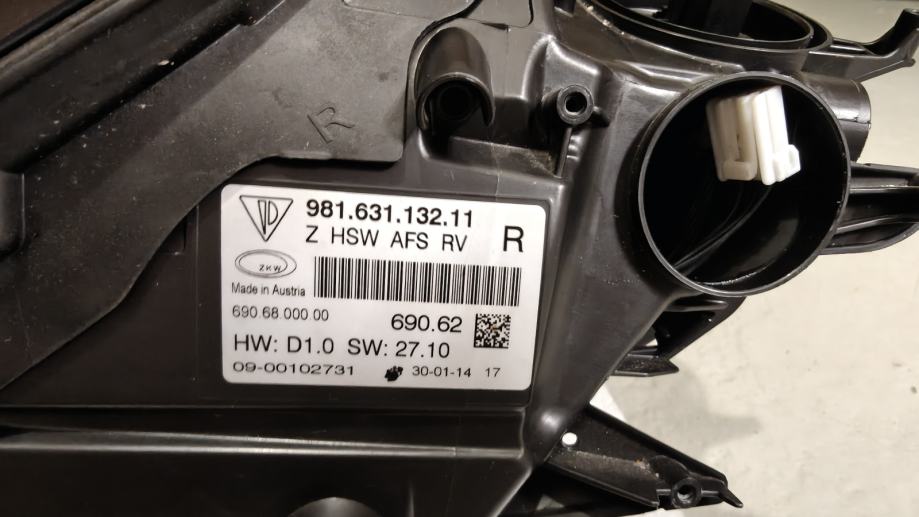 R
981.631.132.11
Z HSW AFS RV R
ZKW
Made in Austria
690.68.000.00
690.62
HW: D1.0 SW: 27.10
09-00102731 30-01-14 17